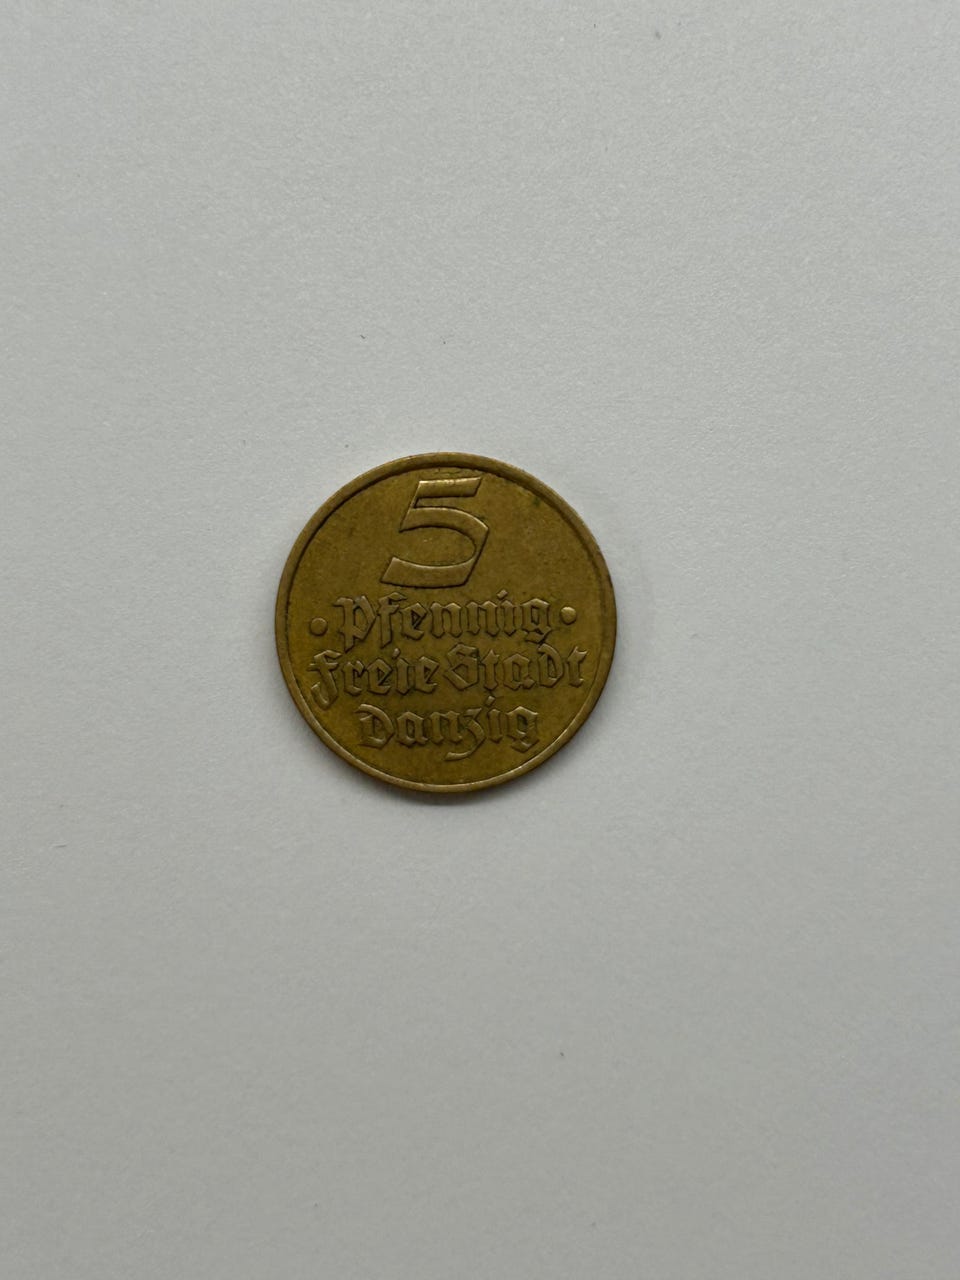 5
• Pfennig •
Freie Stadt
Danzig